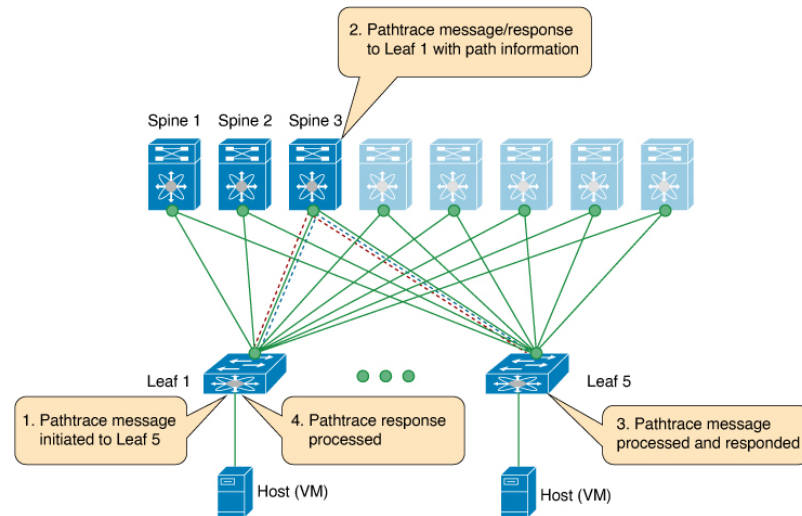 2. Pathtrace message/response
to Leaf 1 with path information
Spine 1 Spine 2 Spine 3
Leaf 1
Leaf 5
1. Pathtrace message
initiated to Leaf 5
4. Pathtrace response
processed
3. Pathtrace message
processed and responded
Host (VM)
Host (VM)